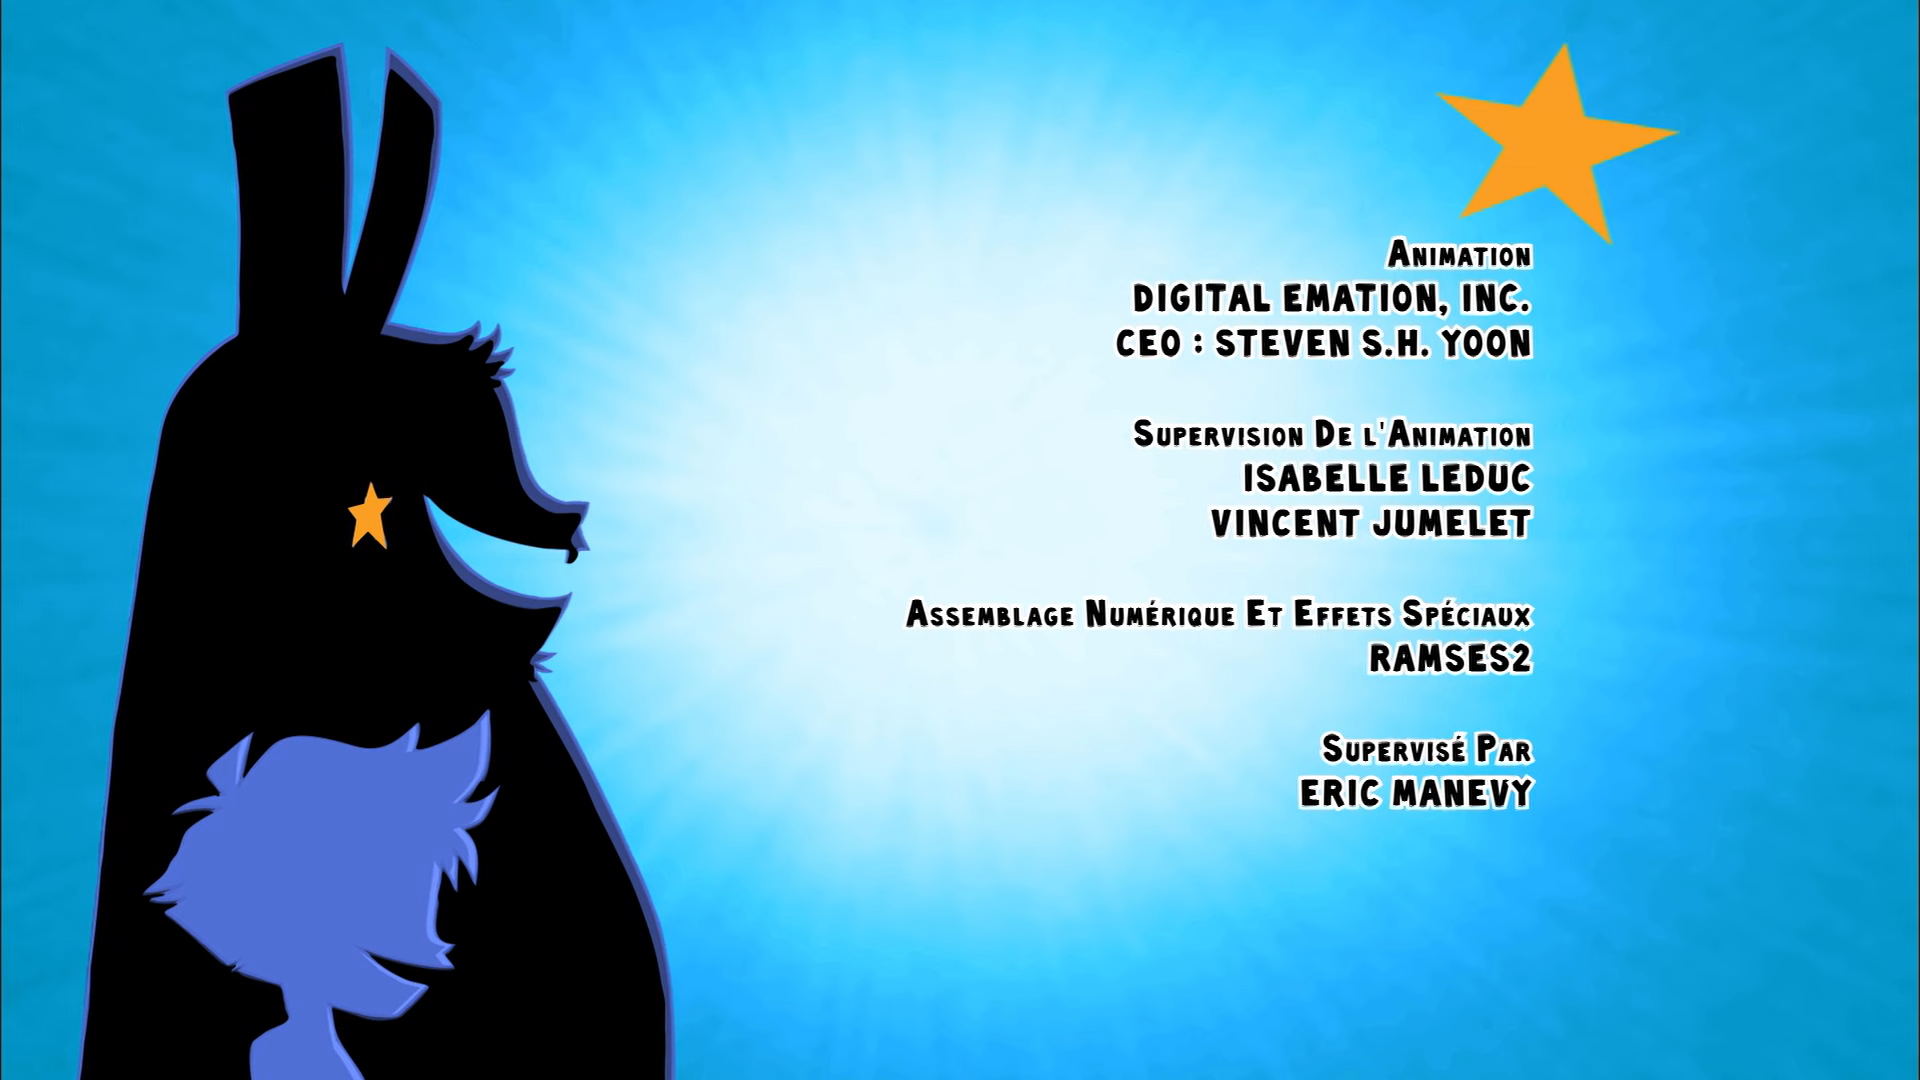 Animation
DIGITAL EMATION, INC.
CEO : STEVEN S.H. YOON
Supervision De l'Animation
ISABELLE LEDUC
VINCENT JUMELET
Assemblage Numérique Et Effets Spéciaux
RAMSES2
Supervisé Par
ERIC MANEVY